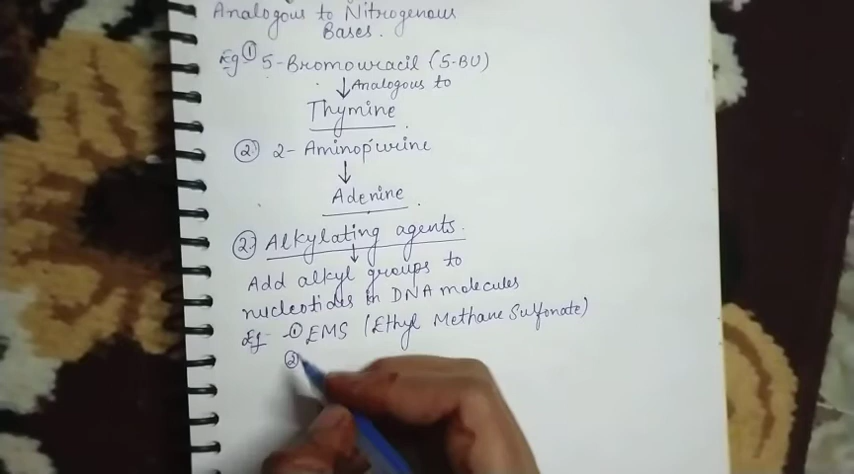 Analogous to Nitrogenous
Bases.
Eg ① 5-Bromouracil (5-BU)
↓ Analogous to
Thymine
② 2-Aminopurine
↓
Adenine
② Alkylating agents.
↓
Add alkyl groups to
nucleotides in DNA molecules
Eg - ① EMS (Ethyl Methane Sulfonate)
②